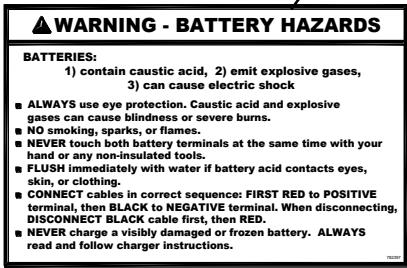 WARNING - BATTERY HAZARDS
BATTERIES:
1) contain caustic acid, 2) emit explosive gases,
3) can cause electric shock
ALWAYS use eye protection. Caustic and explosive
gases can cause blindness or severe burns.
NO smoking, sparks, or flames.
NEVER touch both battery terminals at the same time with your
hand or any non-insulated tools.
FLUSH immediately with water if battery acid contacts eyes,
skin, or clothing.
CONNECT cables in correct sequence: FIRST RED to POSITIVE
terminal, then BLACK to NEGATIVE terminal. When disconnecting,
DISCONNECT BLACK cable first, then RED.
NEVER charge a visibly damaged or frozen battery. ALWAYS
read and follow charger instructions.